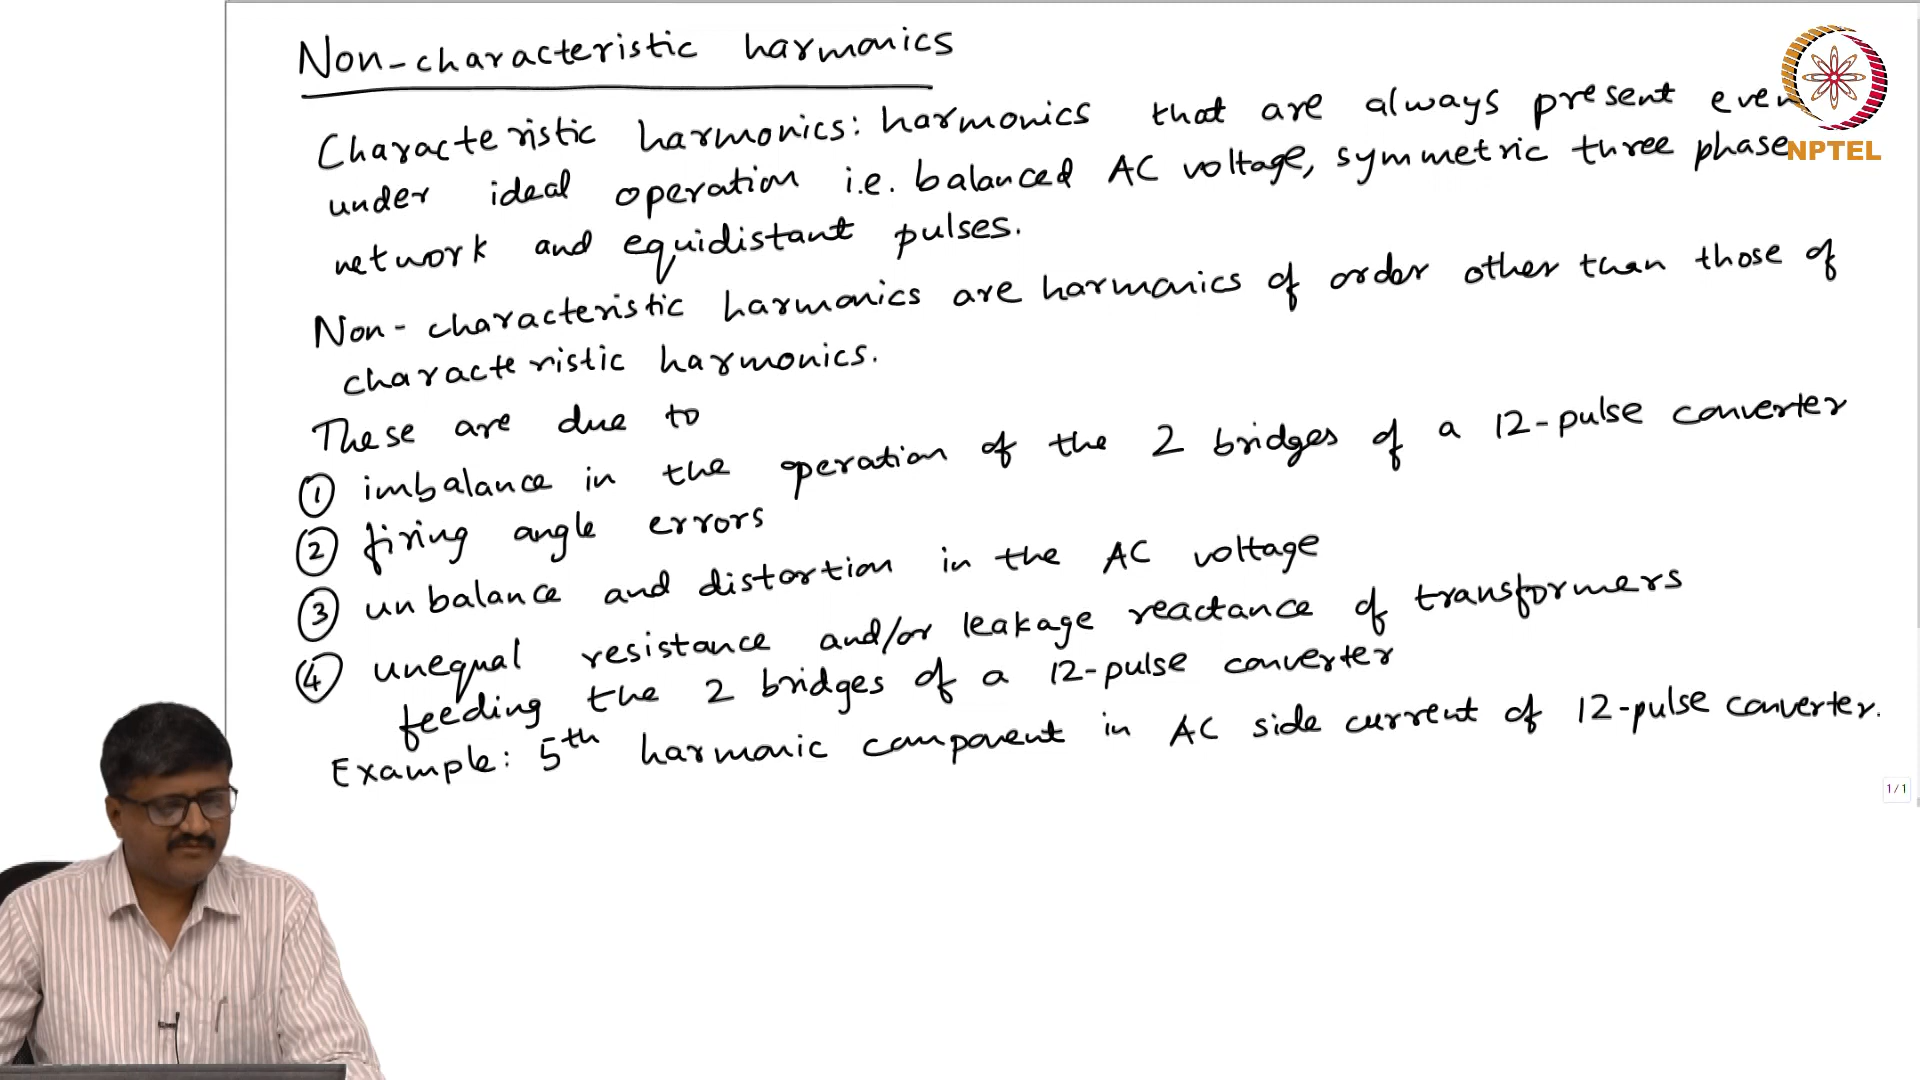 Non-characteristic harmonics
Characteristic harmonics: harmonics that are always present even
under ideal operation i.e. balanced AC voltage, symmetric three phase
network and equidistant pulses.
Non-characteristic harmonics are harmonics of order other than those of
characteristic harmonics.
These are due to
① imbalance in the operation of the 2 bridges of a 12-pulse converter
② firing angle errors
③ unbalance and distortion in the AC voltage
④ unequal resistance and/or leakage reactance of transformers
feeding the 2 bridges of a 12-pulse converter
Example: 5th harmonic component in AC side current of 12-pulse converter.
NPTEL
1/1